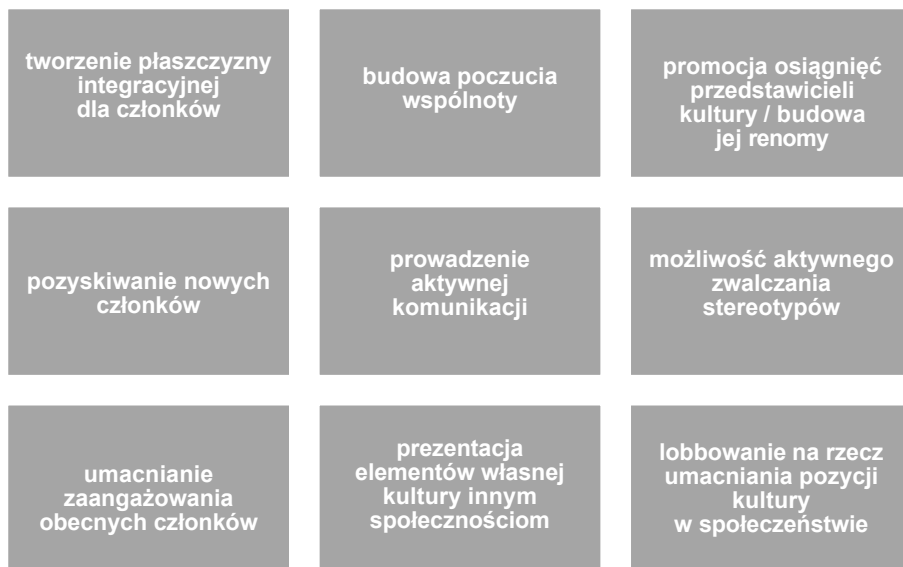 tworzenie płaszczyzny
integracyjnej
dla członków
budowa poczucia
wspólnoty
promocja osiągnięć
przedstawicieli
kultury / budowa
jej renomy
pozyskiwanie nowych
członków
prowadzenie
aktywnej
komunikacji
możliwość aktywnego
zwalczania
stereotypów
umacnianie
zaangażowania
obecnych członków
prezentacja
elementów własnej
kultury innym
społecznościom
lobbowanie na rzecz
umacniania pozycji
kultury
w społeczeństwie